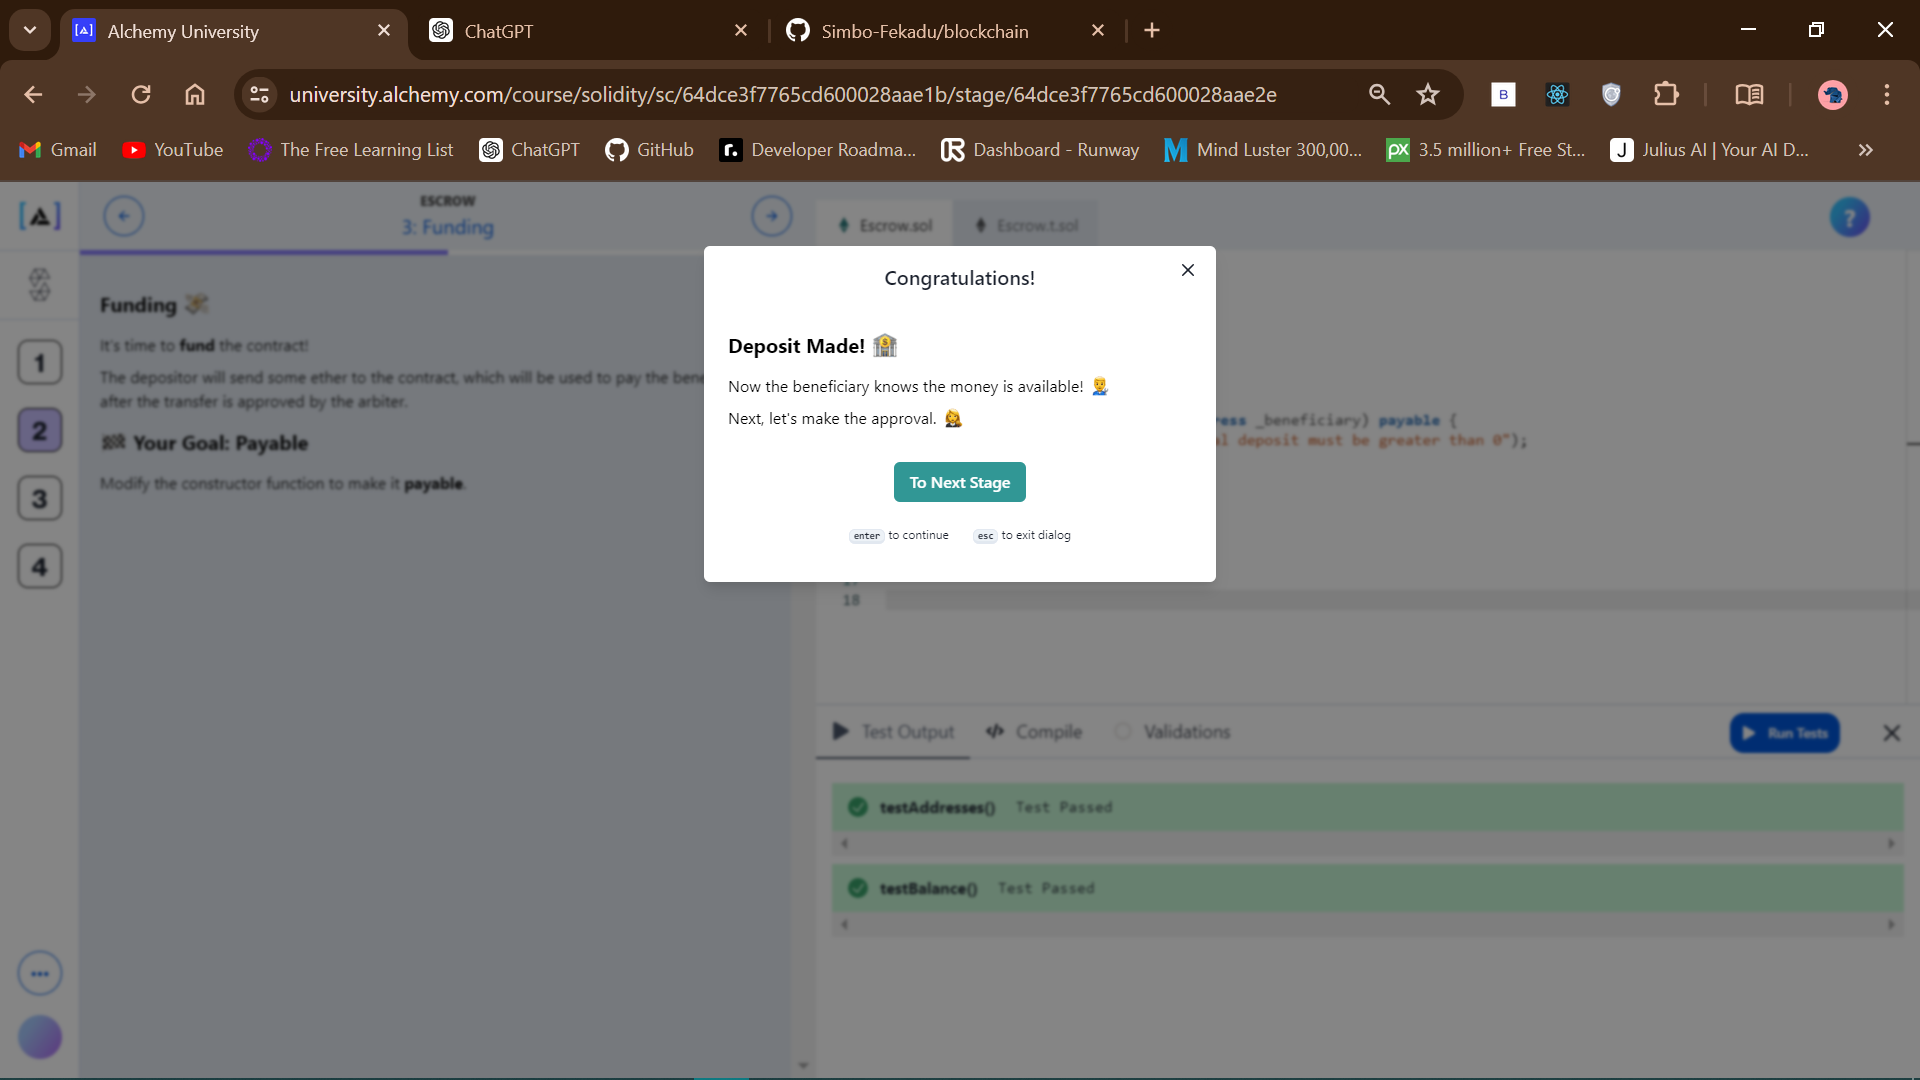 Alchemy University
ChatGPT
Simbo-Fekadu/blockchain
university.alchemy.com/course/solidity/sc/64dce3f7765cd600028aae1b/stage/64dce3f7765cd600028aae2e
B
Gmail
YouTube
The Free Learning List
ChatGPT
GitHub
r.
Developer Roadma...
Dashboard - Runway
Mind Luster 300,00...
px
3.5 million+ Free St...
J
Julius AI | Your AI D...
ESCROW
3: Funding
Escrow.sol
Escrow.t.sol
?
Funding
It's time to fund the contract!
The depositor will send some ether to the contract, which will be used to pay the bene
after the transfer is approved by the arbiter.
Your Goal: Payable
Modify the constructor function to make it payable.
1
2
3
4
Congratulations!
Deposit Made!
Now the beneficiary knows the money is available!
Next, let's make the approval.
To Next Stage
enter to continue
esc to exit dialog
ress _beneficiary) payable {
al deposit must be greater than 0");
18
Test Output
Compile
Validations
Run Tests
testAddresses() Test Passed
testBalance() Test Passed